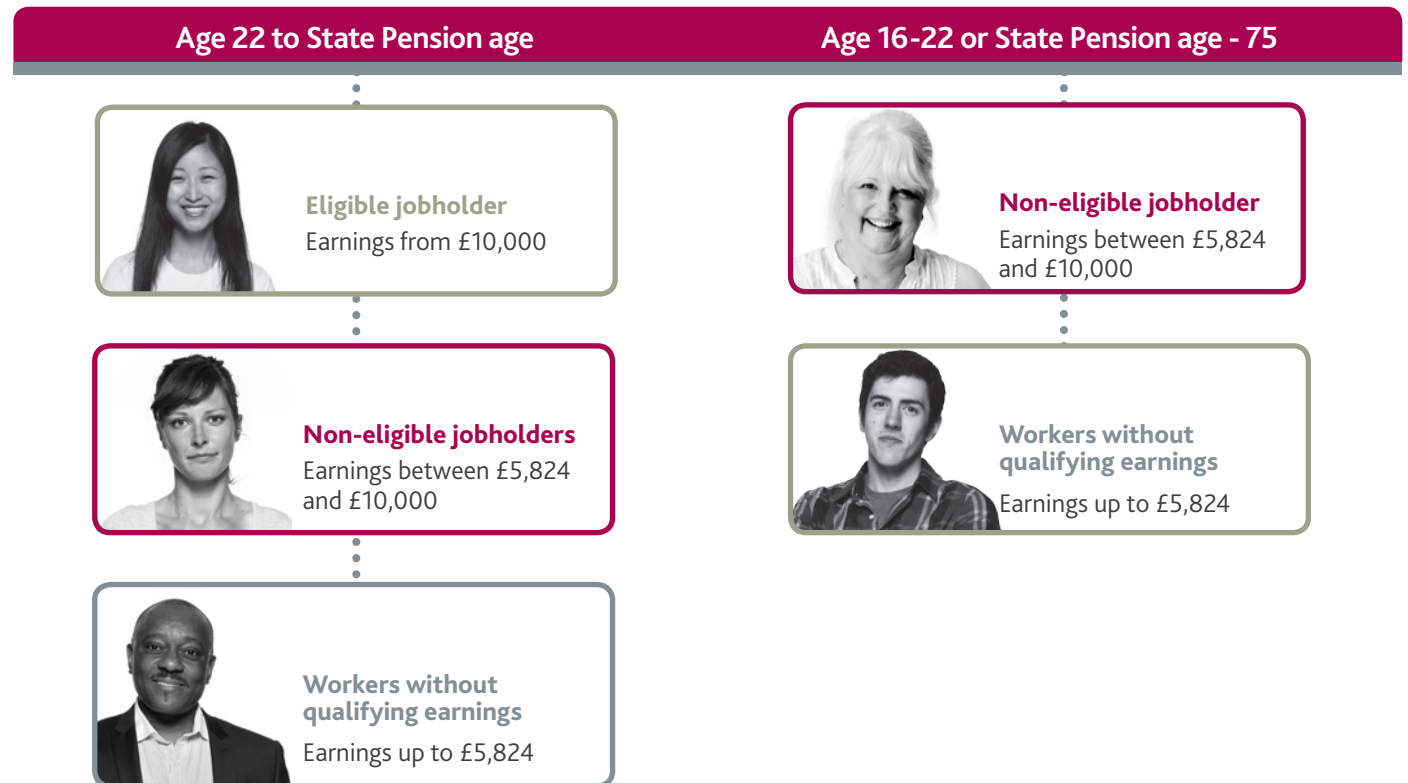 Age 22 to State Pension age
Age 16-22 or State Pension age - 75
Eligible jobholder
Earnings from £10,000
Non-eligible jobholders
Earnings between £5,824
and £10,000
Workers without
qualifying earnings
Earnings up to £5,824
Non-eligible jobholder
Earnings between £5,824
and £10,000
Workers without
qualifying earnings
Earnings up to £5,824